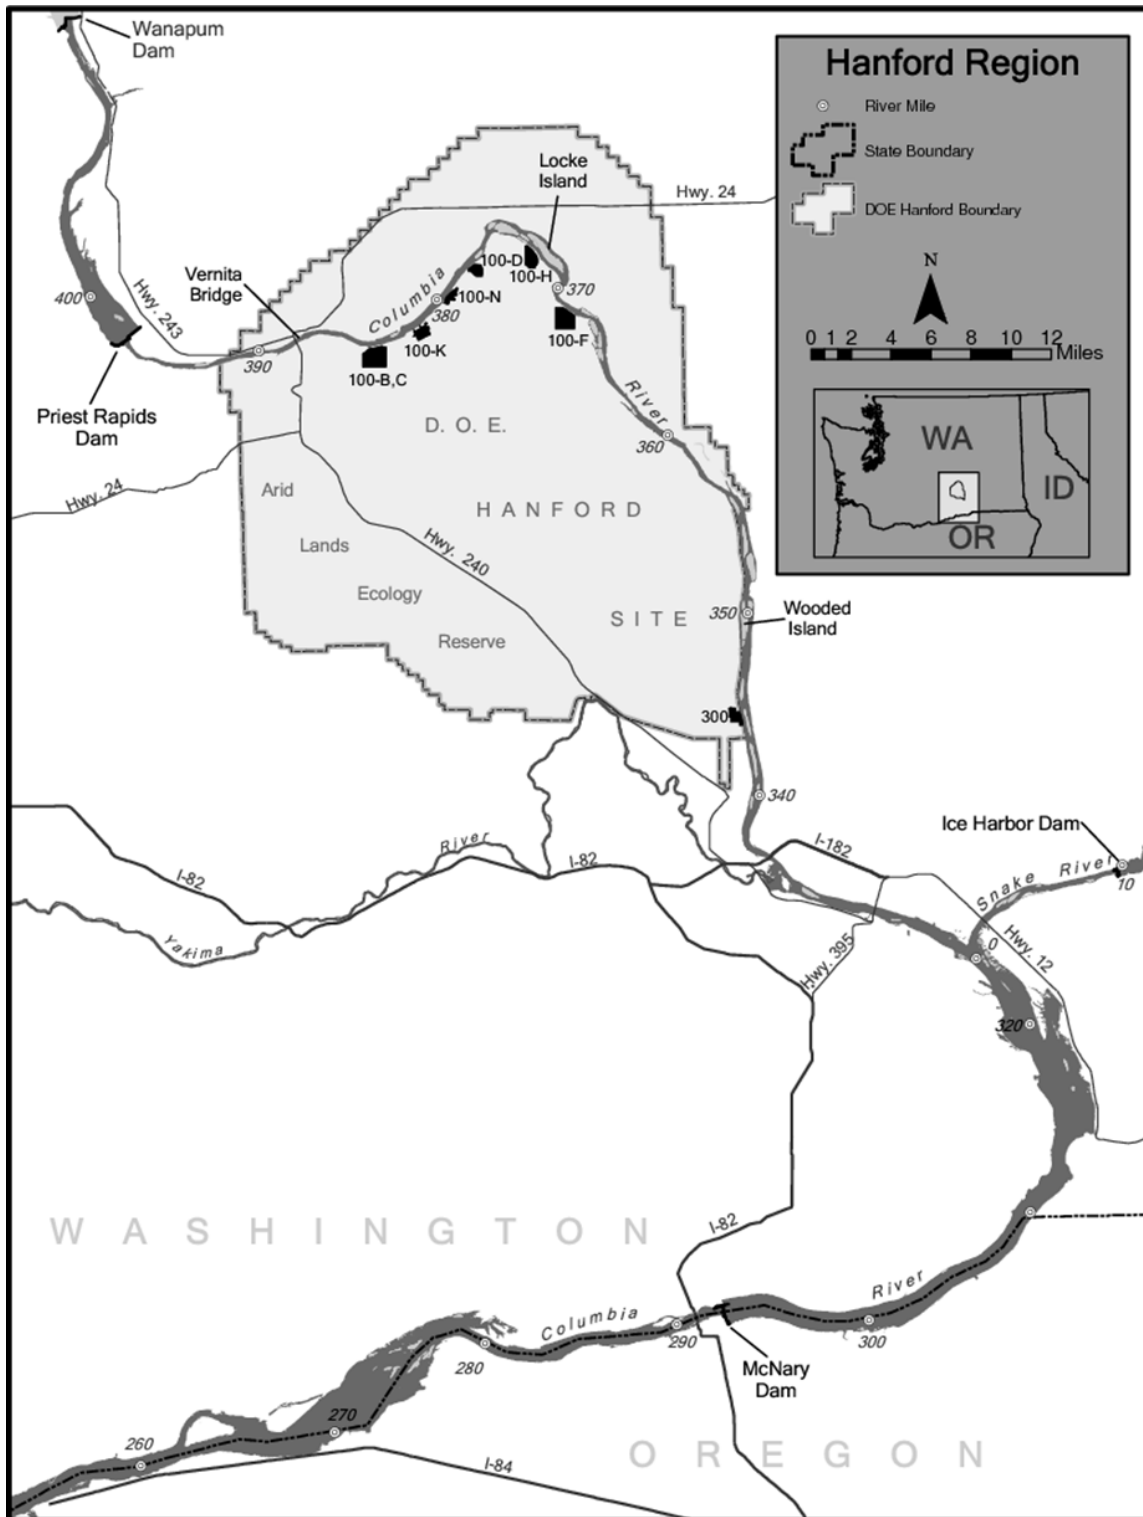 Wanapum
Dam
Hanford Region
River Mile
State Boundary
DOE Hanford Boundary
N
0 1 2 4 6 8 10 12
Miles
WA
ID
OR
Locke
Island
Hwy. 24
Vernita
Bridge
Hwy. 243
400
Columbia
380
390
100-D
100-H
100-N
100-K
100-B,C
370
100-F
River
360
Priest Rapids
Dam
Hwy. 24
D. O. E.
HANFORD
SITE
Arid
Lands
Ecology
Reserve
Hwy. 240
350
Wooded
Island
300
340
Ice Harbor Dam
I-182
Snake River
10
I-82
River
I-82
Yakima
Hwy. 395
0
Hwy. 12
320
WASHINGTON
I-82
River
Columbia
290
300
280
McNary
Dam
270
260
I-84
OREGON